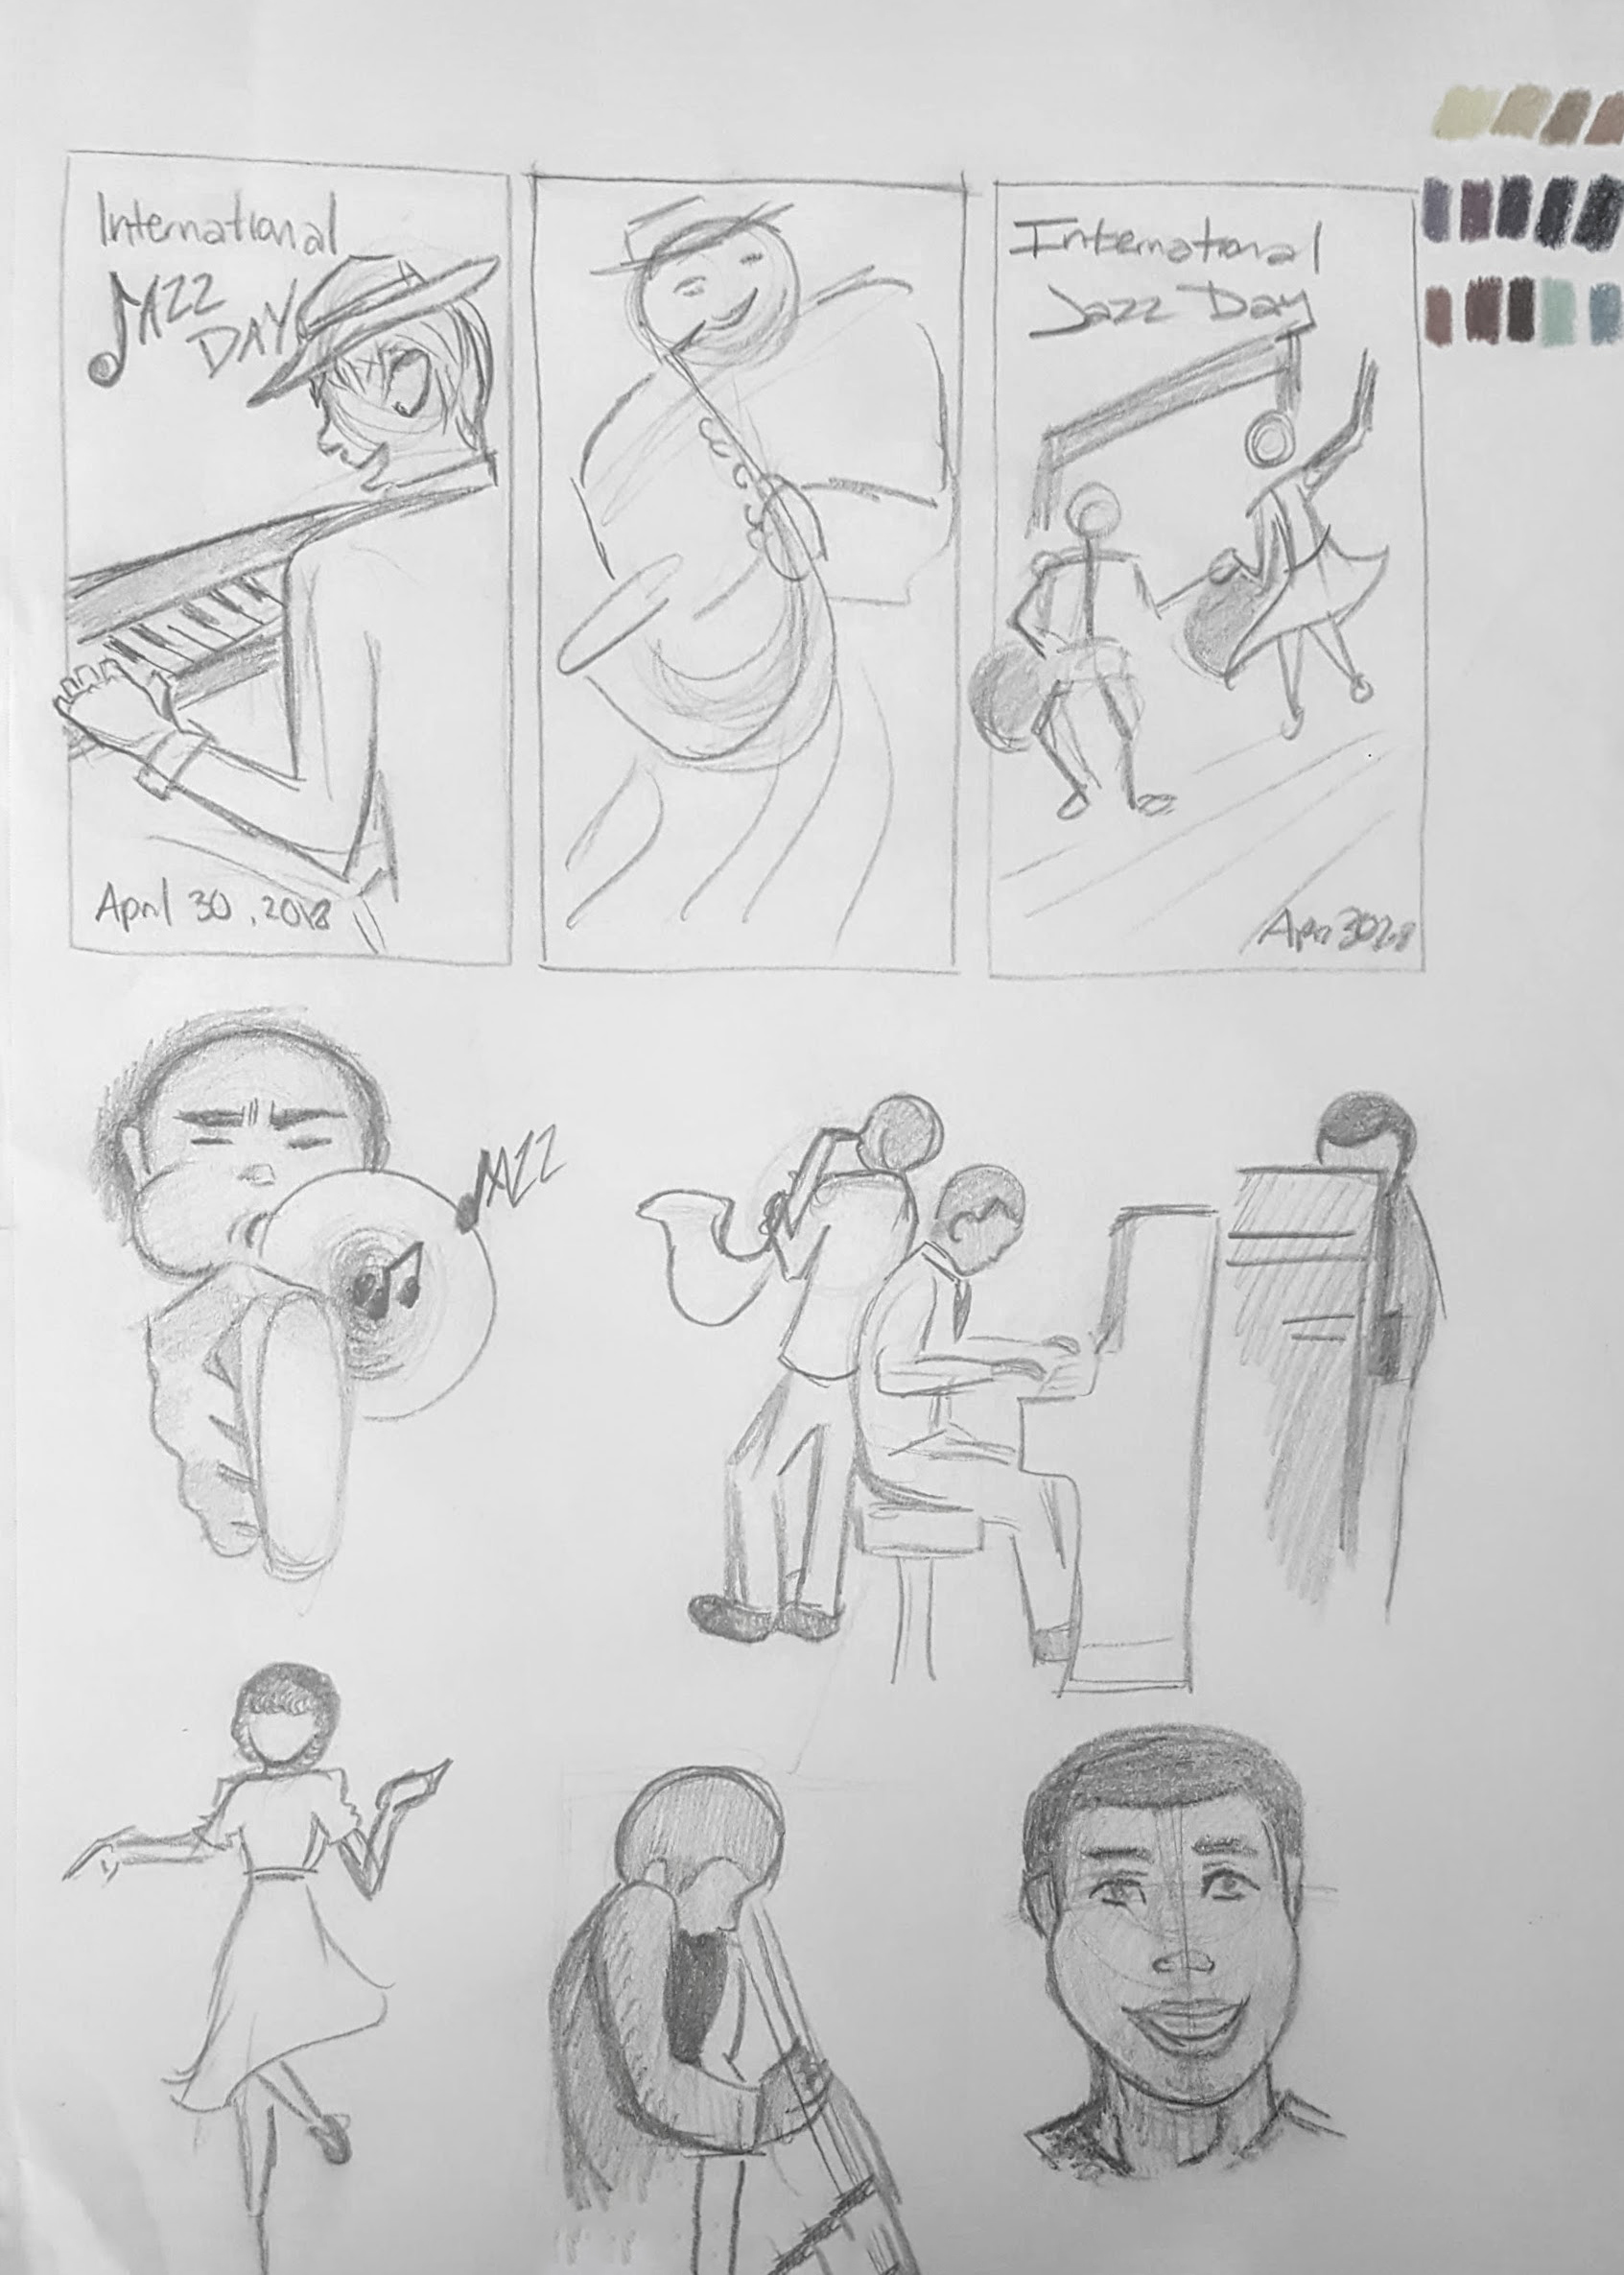 International
JAZZ
DAY
April 30, 2018
International
Jazz Day
JAZZ